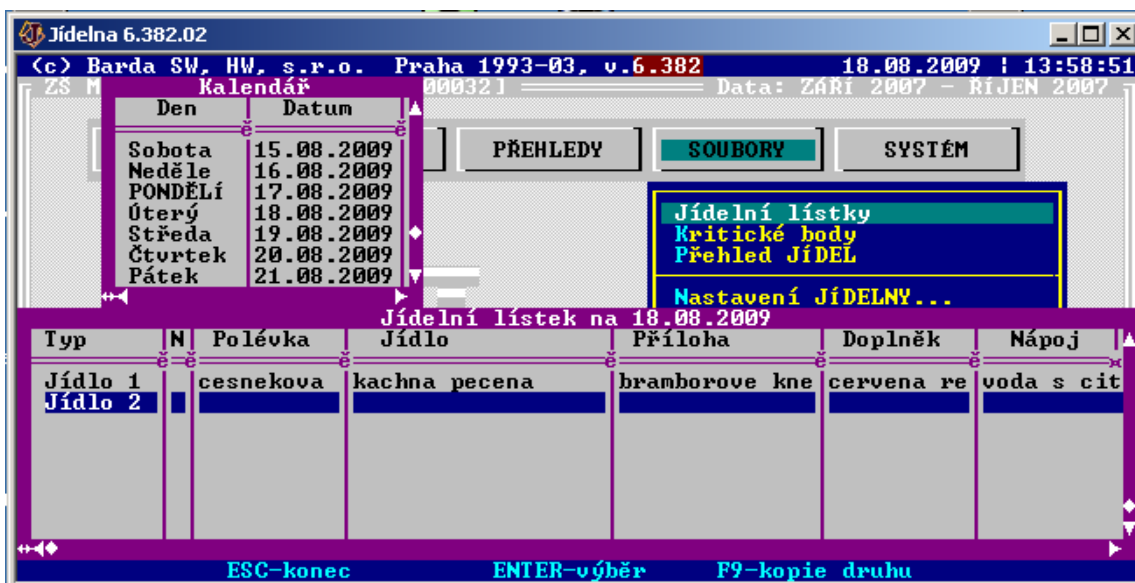 Jídelna 6.382.02
(c) Barda SW, HW, s.r.o. Praha 1993-03, v.6.382 18.08.2009 ¦ 13:58:51
ZŠ M 00032] Data: ZÁŘÍ 2007 - ŘÍJEN 2007
Kalendář
Den Datum
Sobota 15.08.2009
Neděle 16.08.2009
PONDĚLÍ 17.08.2009
Úterý 18.08.2009
Středa 19.08.2009
Čtvrtek 20.08.2009
Pátek 21.08.2009
PŘEHLEDY SOUBORY SYSTÉM
Jídelní lístky
Kritické body
Přehled JÍDEL
Nastavení JÍDELNY...
Jídelní lístek na 18.08.2009
Typ N Polévka Jídlo Příloha Doplněk Nápoj
Jídlo 1 cesnekova kachna pecena bramborove kne cervena re voda s cit
Jídlo 2
ESC-konec ENTER-výběr F9-kopie druhu